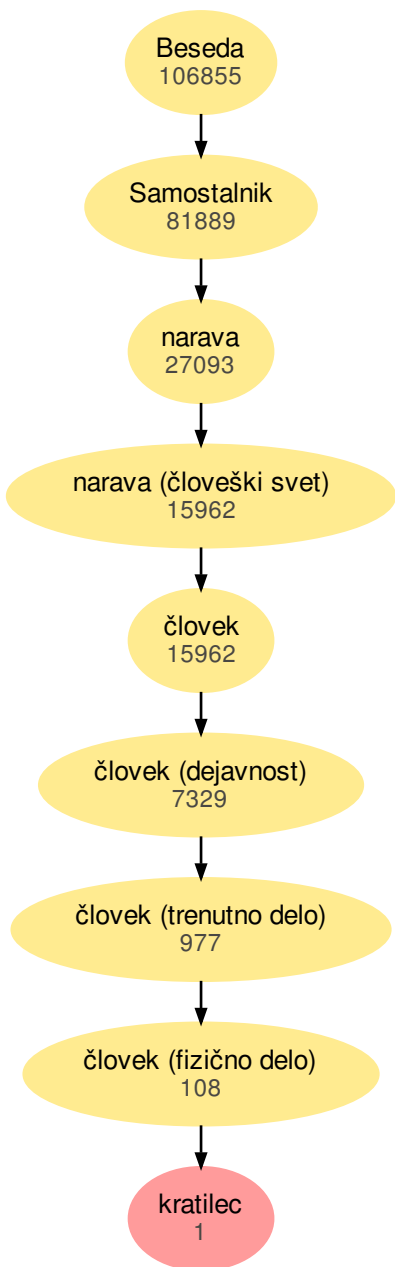 Beseda
106855
Samostalnik
81889
narava
27093
narava (človeški svet)
15962
človek
15962
človek (dejavnost)
7329
človek (trenutno delo)
977
človek (fizično delo)
108
kratilec
1